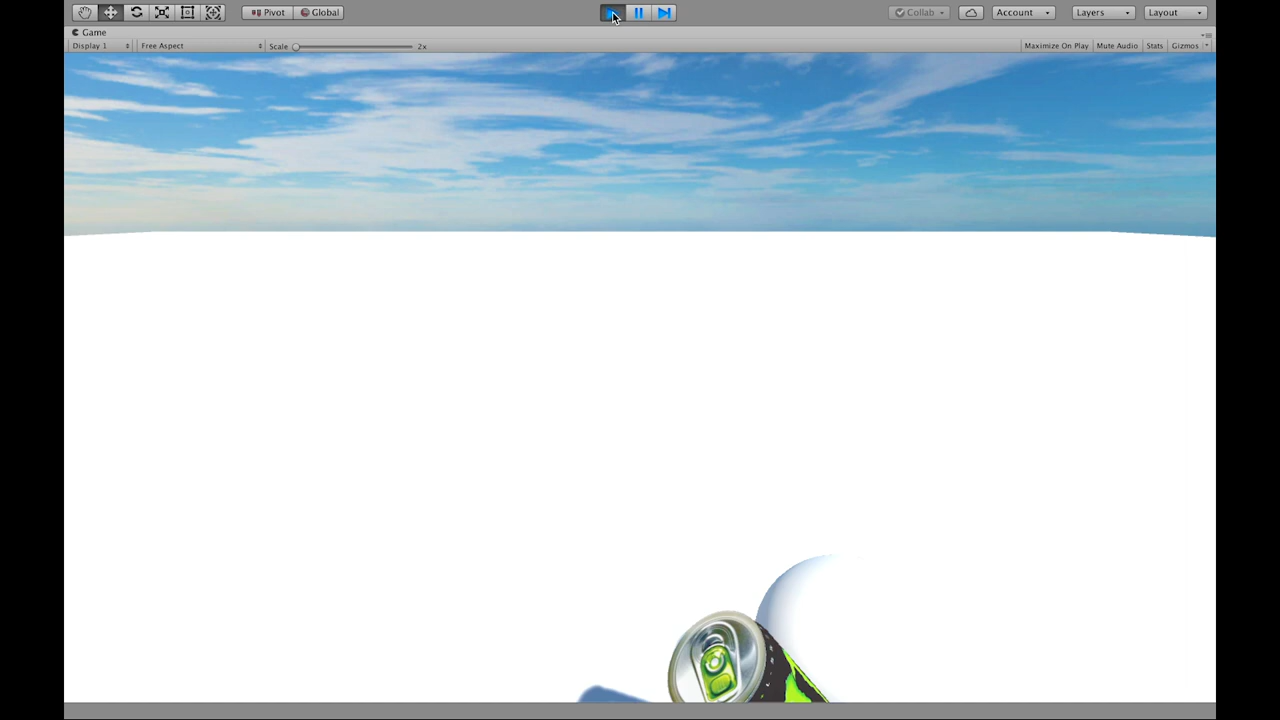 Pivot Global Collab Account Layers Layout
Game
Display 1 Free Aspect Scale 2x Maximize On Play Mute Audio Stats Gizmos